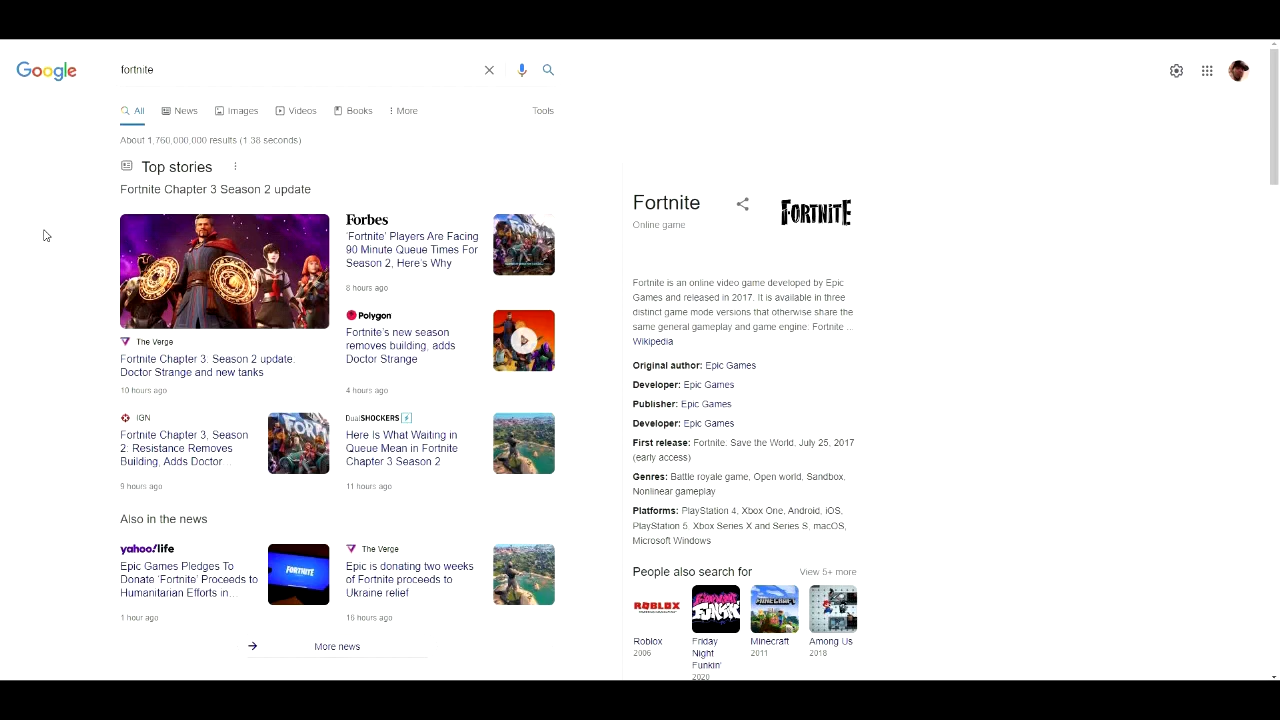 Google
fortnite
All
News
Images
Videos
Books
More
Tools
About 1,760,000,000 results (1.38 seconds)
Top stories
Fortnite Chapter 3 Season 2 update
The Verge
Fortnite Chapter 3, Season 2 update:
Doctor Strange and new tanks
10 hours ago
Forbes
'Fortnite' Players Are Facing
90 Minute Queue Times For
Season 2, Here's Why
8 hours ago
Polygon
Fortnite's new season
removes building, adds
Doctor Strange
4 hours ago
IGN
Fortnite Chapter 3, Season
2: Resistance Removes
Building, Adds Doctor...
9 hours ago
DualSHOCKERS
Here Is What Waiting in
Queue Mean in Fortnite
Chapter 3 Season 2
11 hours ago
Also in the news
yahoo!life
Epic Games Pledges To
Donate 'Fortnite' Proceeds to
Humanitarian Efforts in...
1 hour ago
FORTNITE
The Verge
Epic is donating two weeks
of Fortnite proceeds to
Ukraine relief
16 hours ago
More news
Fortnite
Online game
FORTNITE
Fortnite is an online video game developed by Epic
Games and released in 2017. It is available in three
distinct game mode versions that otherwise share the
same general gameplay and game engine: Fortnite ...
Wikipedia
Original author: Epic Games
Developer: Epic Games
Publisher: Epic Games
Developer: Epic Games
First release: Fortnite: Save the World, July 25, 2017
(early access)
Genres: Battle royale game, Open world, Sandbox,
Nonlinear gameplay
Platforms: PlayStation 4, Xbox One, Android, iOS,
PlayStation 5, Xbox Series X and Series S, macOS,
Microsoft Windows
People also search for
View 5+ more
ROBLOX
Roblox
2006
FRIDAY NIGHT
FUNKIN'
Friday
Night
Funkin'
2020
MINECRAFT
Minecraft
2011
Among Us
2018